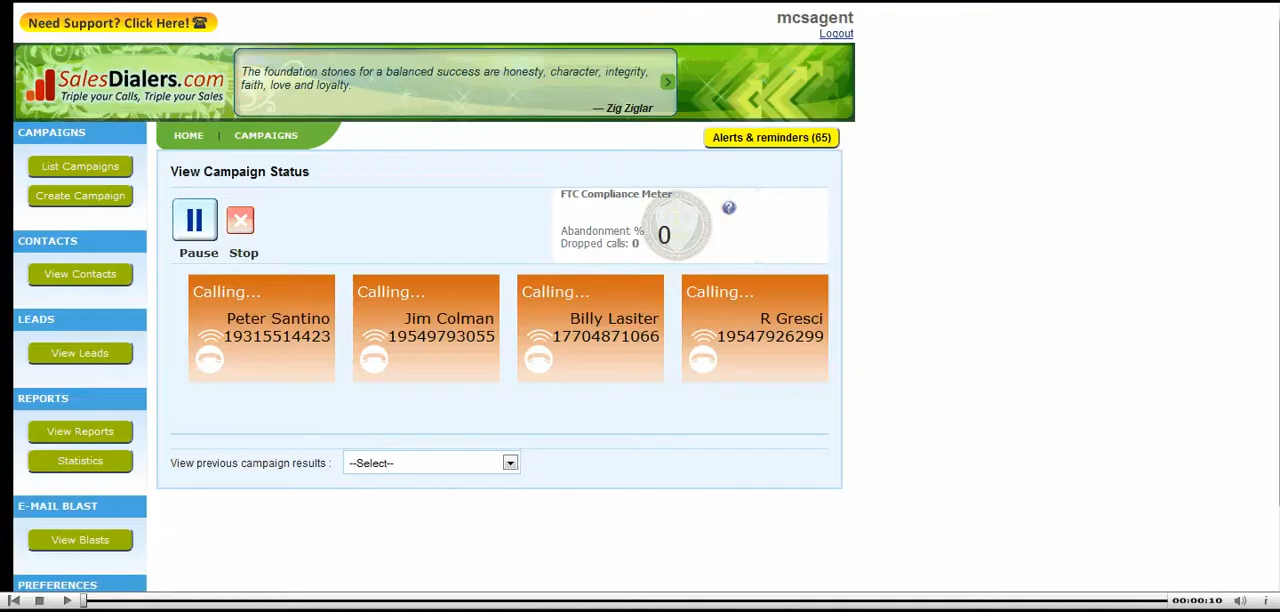 Need Support? Click Here!
mcsagent
Logout
SalesDialers.com
Triple your Calls, Triple your Sales
The foundation stones for a balanced success are honesty, character, integrity,
faith, love and loyalty.
— Zig Ziglar
CAMPAIGNS
HOME | CAMPAIGNS
Alerts & reminders (65)
List Campaigns
Create Campaign
CONTACTS
View Contacts
LEADS
View Leads
REPORTS
View Reports
Statistics
E-MAIL BLAST
View Blasts
PREFERENCES
View Campaign Status
FTC Compliance Meter
?
Abandonment %
Dropped calls: 0
0
Pause Stop
Calling...
Peter Santino
19315514423
Calling...
Jim Colman
19549793055
Calling...
Billy Lasiter
17704871066
Calling...
R Gresci
19547926299
View previous campaign results : --Select--
00:00:10
i